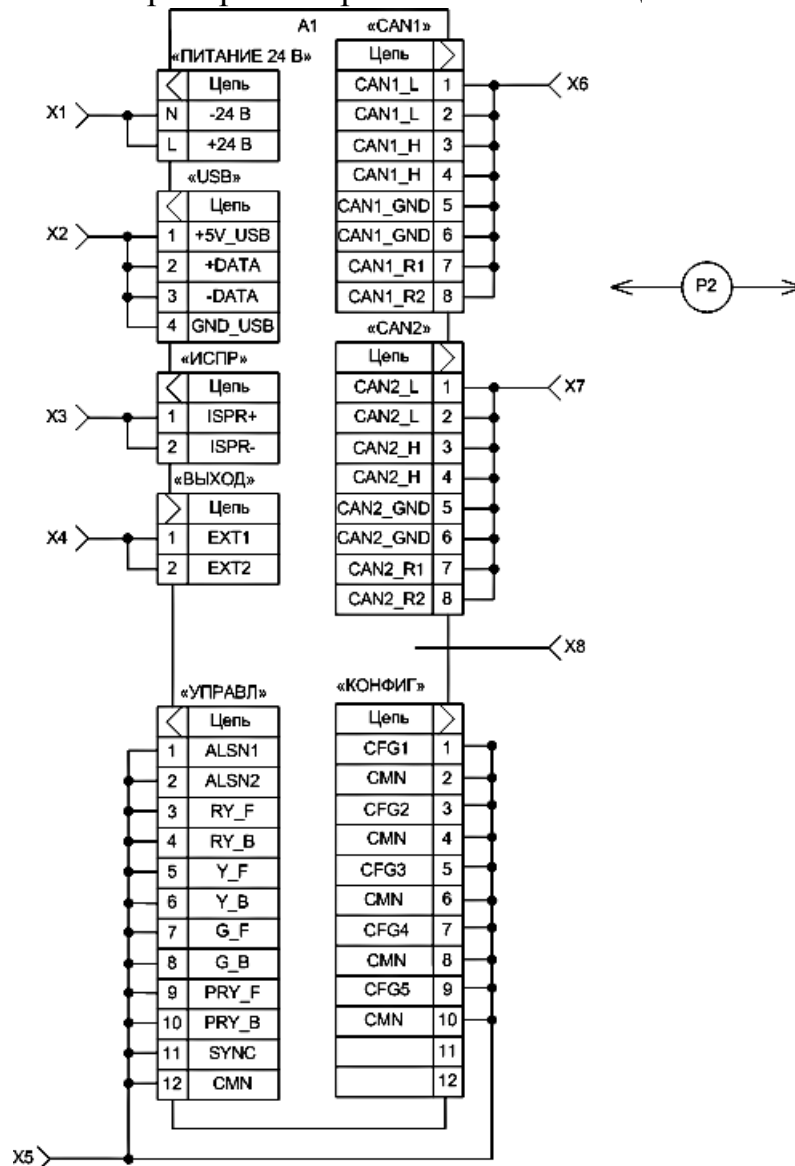 A1
«ПИТАНИЕ 24 В»
Цепь
X1
N -24 В
L +24 В
«USB»
Цепь
X2
1 +5V_USB
2 +DATA
3 -DATA
4 GND_USB
«ИСПР»
Цепь
X3
1 ISPR+
2 ISPR-
«ВЫХОД»
Цепь
X4
1 EXT1
2 EXT2
«УПРАВЛ»
Цепь
1 ALSN1
2 ALSN2
3 RY_F
4 RY_B
5 Y_F
6 Y_B
7 G_F
8 G_B
9 PRY_F
10 PRY_B
11 SYNC
12 CMN
X5
«CAN1»
Цепь
CAN1_L 1
X6
CAN1_L 2
CAN1_H 3
CAN1_H 4
CAN1_GND 5
CAN1_GND 6
CAN1_R1 7
CAN1_R2 8
«CAN2»
Цепь
CAN2_L 1
X7
CAN2_L 2
CAN2_H 3
CAN2_H 4
CAN2_GND 5
CAN2_GND 6
CAN2_R1 7
CAN2_R2 8
X8
«КОНФИГ»
Цепь
CFG1 1
CMN 2
CFG2 3
CMN 4
CFG3 5
CMN 6
CFG4 7
CMN 8
CFG5 9
CMN 10
11
12
P2